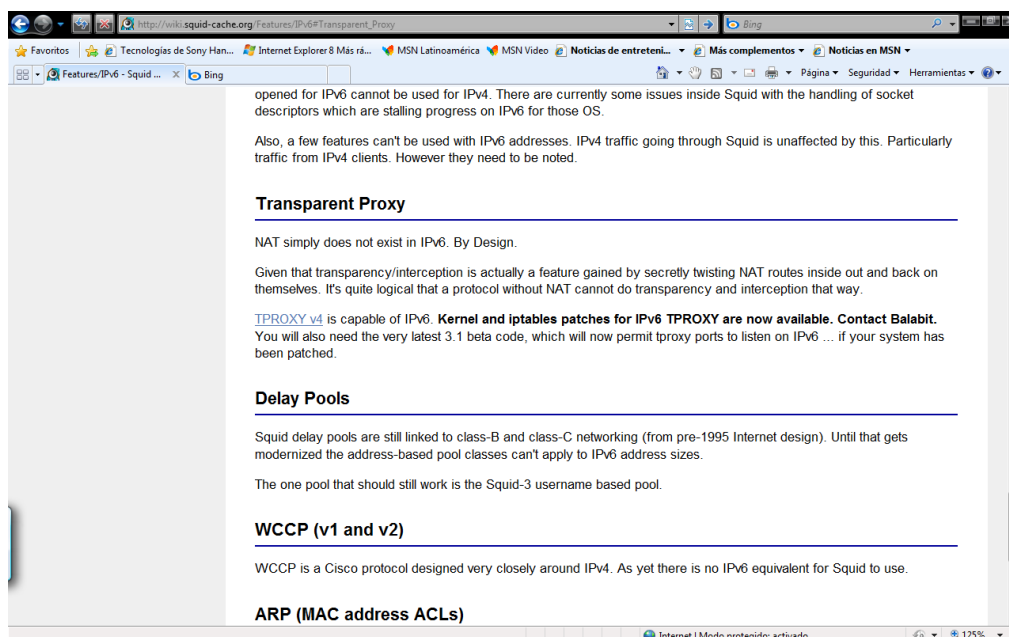 http://wiki.squid-cache.org/Features/IPv6#Transparent_Proxy
Bing
Favoritos Tecnologías de Sony Han... Internet Explorer 8 Más rá... MSN Latinoamérica MSN Video Noticias de entreteni... Más complementos Noticias en MSN
Features/IPv6 - Squid ... X Bing Página Seguridad Herramientas
opened for IPv6 cannot be used for IPv4. There are currently some issues inside Squid with the handling of socket
descriptors which are stalling progress on IPv6 for those OS.
Also, a few features can't be used with IPv6 addresses. IPv4 traffic going through Squid is unaffected by this. Particularly
traffic from IPv4 clients. However they need to be noted.
Transparent Proxy
NAT simply does not exist in IPv6. By Design.
Given that transparency/interception is actually a feature gained by secretly twisting NAT routes inside out and back on
themselves. It's quite logical that a protocol without NAT cannot do transparency and interception that way.
TPROXY v4 is capable of IPv6. Kernel and iptables patches for IPv6 TPROXY are now available. Contact Balabit.
You will also need the very latest 3.1 beta code, which will now permit tproxy ports to listen on IPv6 ... if your system has
been patched.
Delay Pools
Squid delay pools are still linked to class-B and class-C networking (from pre-1995 Internet design). Until that gets
modernized the address-based pool classes can't apply to IPv6 address sizes.
The one pool that should still work is the Squid-3 username based pool.
WCCP (v1 and v2)
WCCP is a Cisco protocol designed very closely around IPv4. As yet there is no IPv6 equivalent for Squid to use.
ARP (MAC address ACLs)
Internet | Modo protegido: activado 125%